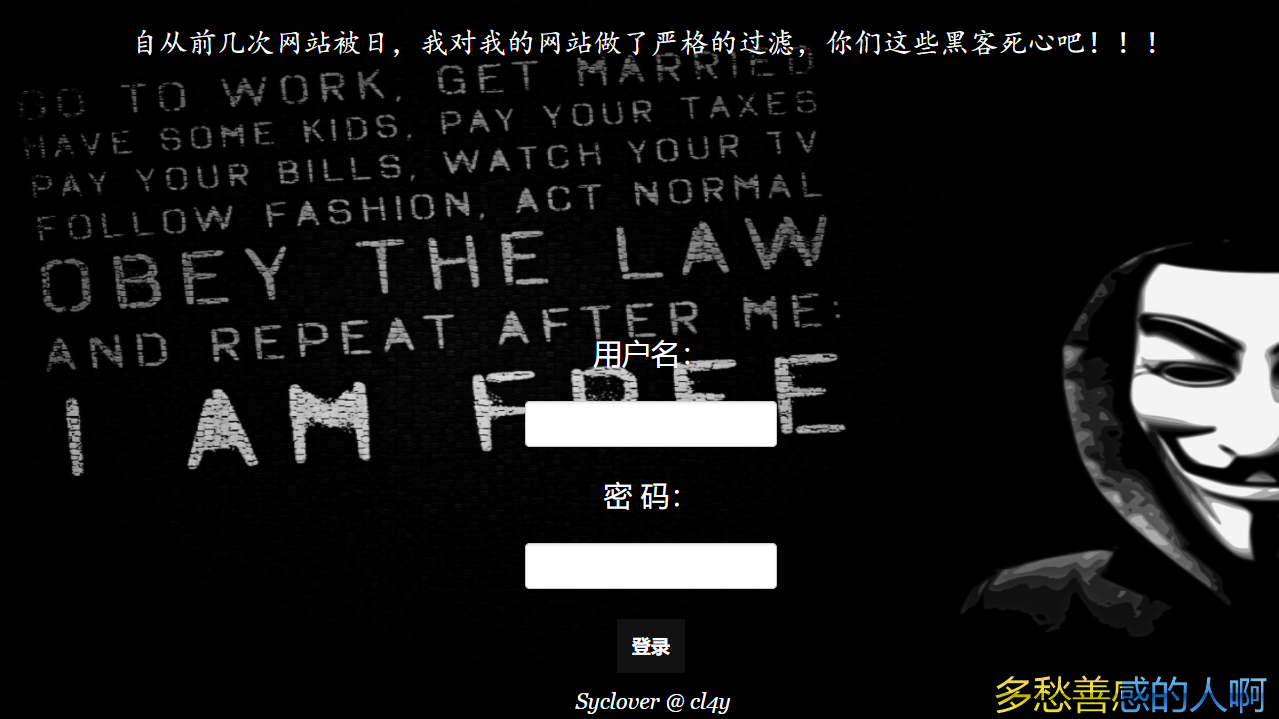 自从前几次网站被日，我对我的网站做了严格的过滤，你们这些黑客死心吧！！！
GO TO WORK, GET MARRIED
HAVE SOME KIDS, PAY YOUR TAXES
PAY YOUR BILLS, WATCH YOUR TV
FOLLOW FASHION, ACT NORMAL
OBEY THE LAW
AND REPEAT AFTER ME:
I AM FREE
用户名：
密 码：
登录
Syclover @ cl4y
多愁善感的人啊